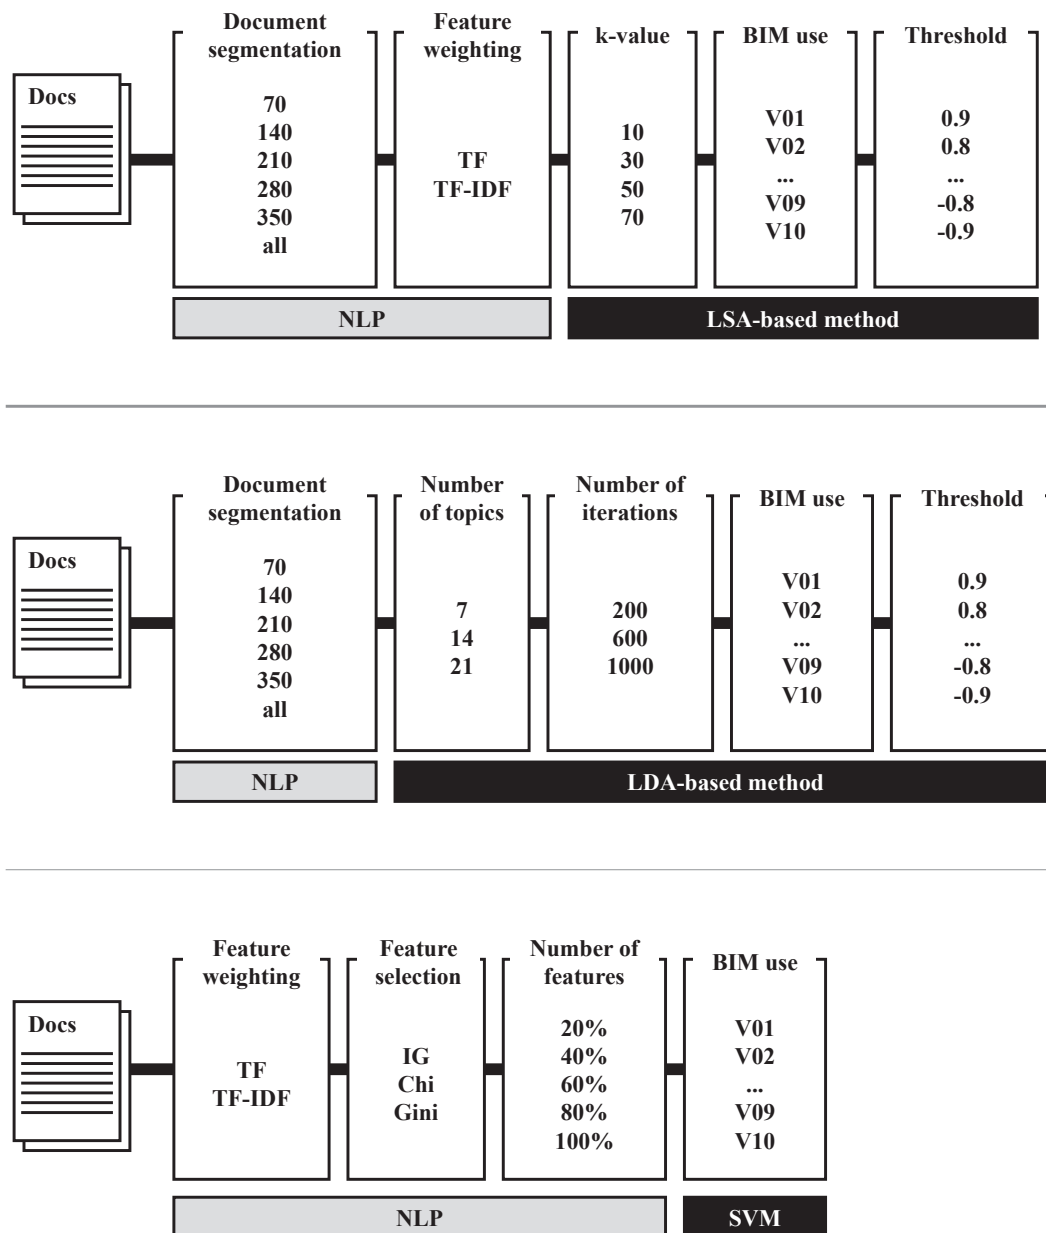 Document
segmentation
Feature
weighting
k-value
BIM use
Threshold
Docs
70
140
210
280
350
all
TF
TF-IDF
10
30
50
70
V01
V02
...
V09
V10
0.9
0.8
...
-0.8
-0.9
NLP
LSA-based method
Document
segmentation
Number
of topics
Number of
iterations
BIM use
Threshold
Docs
70
140
210
280
350
all
7
14
21
200
600
1000
V01
V02
...
V09
V10
0.9
0.8
...
-0.8
-0.9
NLP
LDA-based method
Feature
weighting
Feature
selection
Number of
features
BIM use
Docs
TF
TF-IDF
IG
Chi
Gini
20%
40%
60%
80%
100%
V01
V02
...
V09
V10
NLP
SVM